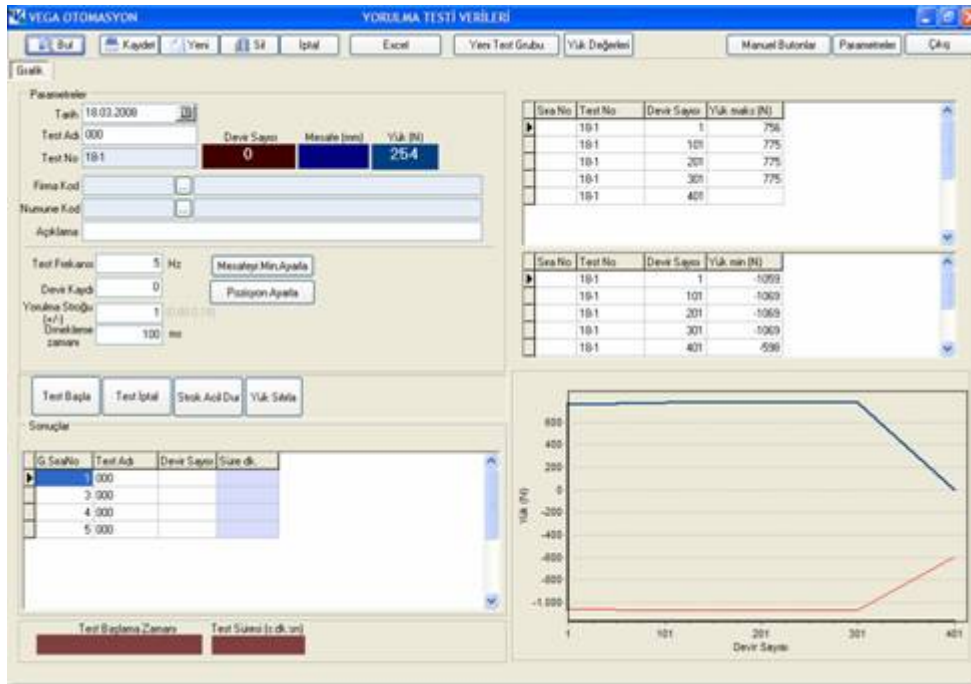 VEGA OTOMASYON YORULMA TESTİ VERİLERİ
Bul Kaydet Yeni Sil İptal Excel Yeni Test Grubu Yük Değerleri Manuel Butonlar Parametreler Çıkış
Grafik
Parametreler
Tarih 18.03.2008
Test Adı 000
Devir Sayısı Mesafe (mm) Yük (N)
Test No 18-1 0 254
Firma Kod ...
Numune Kod ...
Açıklama
Test Frekansı 5 Hz Mesafeyi Min.Ayarla
Devir Kaydı 0 Pozisyon Ayarla
Yorulma Stroğu (+/-) 1
Örnekleme zamanı 100 ms
Test Başla Test İptal Strok Acil Dur Yük Sıfırla
Sonuçlar
G.SıraNo Test Adı Devir Sayısı Süre dk.
1 000
3 000
4 000
5 000
Test Başlama Zamanı Test Süresi (s:dk:sn)
Sıra No Test No Devir Sayısı Yük maks (N)
18-1 1 756
18-1 101 775
18-1 201 775
18-1 301 775
18-1 401
Sıra No Test No Devir Sayısı Yük min (N)
18-1 1 -1059
18-1 101 -1069
18-1 201 -1069
18-1 301 -1069
18-1 401 -598
600
400
200
0
-200
-400
-600
-800
-1.000
Yük (N)
1 101 201 301 401
Devir Sayısı